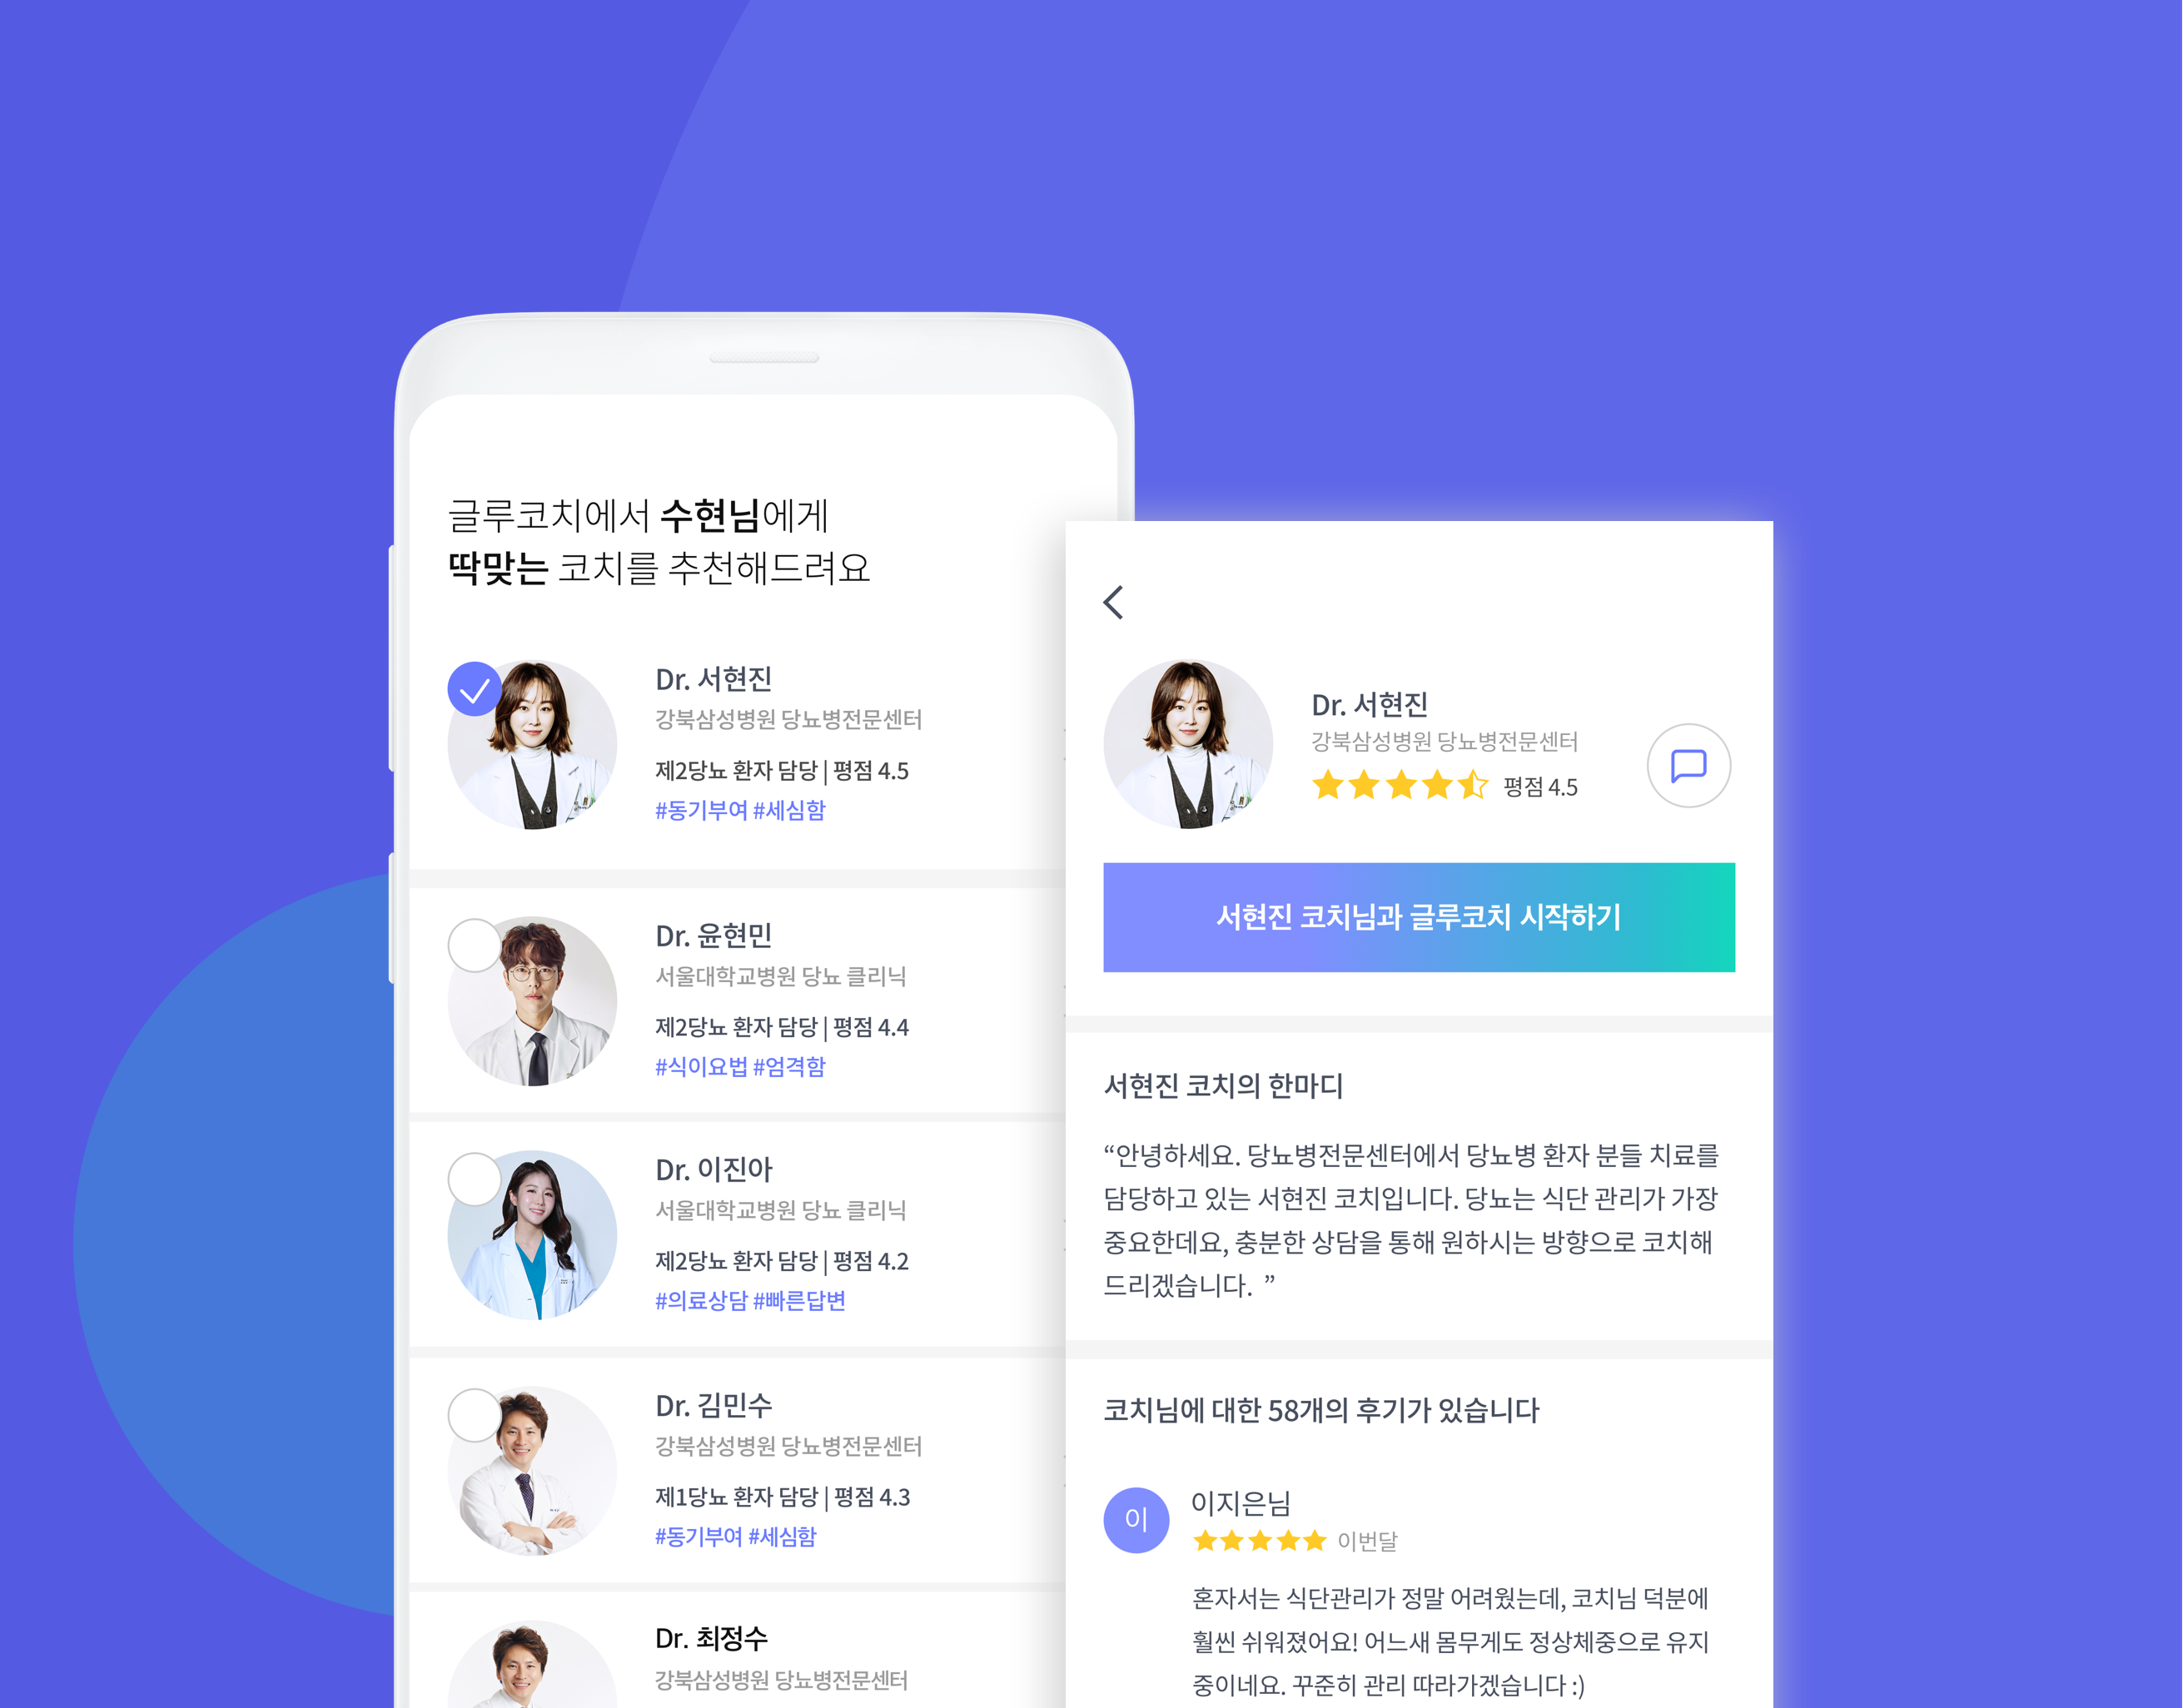 글루코치에서 수현님에게
딱맞는 코치를 추천해드려요
Dr. 서현진
강북삼성병원 당뇨병전문센터
제2당뇨 환자 담당 | 평점 4.5
#동기부여 #세심함
Dr. 윤현민
서울대학교병원 당뇨 클리닉
제2당뇨 환자 담당 | 평점 4.4
#식이요법 #엄격함
Dr. 이진아
서울대학교병원 당뇨 클리닉
제2당뇨 환자 담당 | 평점 4.2
#의료상담 #빠른답변
Dr. 김민수
강북삼성병원 당뇨병전문센터
제1당뇨 환자 담당 | 평점 4.3
#동기부여 #세심함
Dr. 최정수
강북삼성병원 당뇨병전문센터
Dr. 서현진
강북삼성병원 당뇨병전문센터
평점 4.5
서현진 코치님과 글루코치 시작하기
서현진 코치의 한마디
“안녕하세요. 당뇨병전문센터에서 당뇨병 환자 분들 치료를
담당하고 있는 서현진 코치입니다. 당뇨는 식단 관리가 가장
중요한데요, 충분한 상담을 통해 원하시는 방향으로 코치해
드리겠습니다. ”
코치님에 대한 58개의 후기가 있습니다
이
이지은님
이번달
혼자서는 식단관리가 정말 어려웠는데, 코치님 덕분에
훨씬 쉬워졌어요! 어느새 몸무게도 정상체중으로 유지
중이네요. 꾸준히 관리 따라가겠습니다 :)